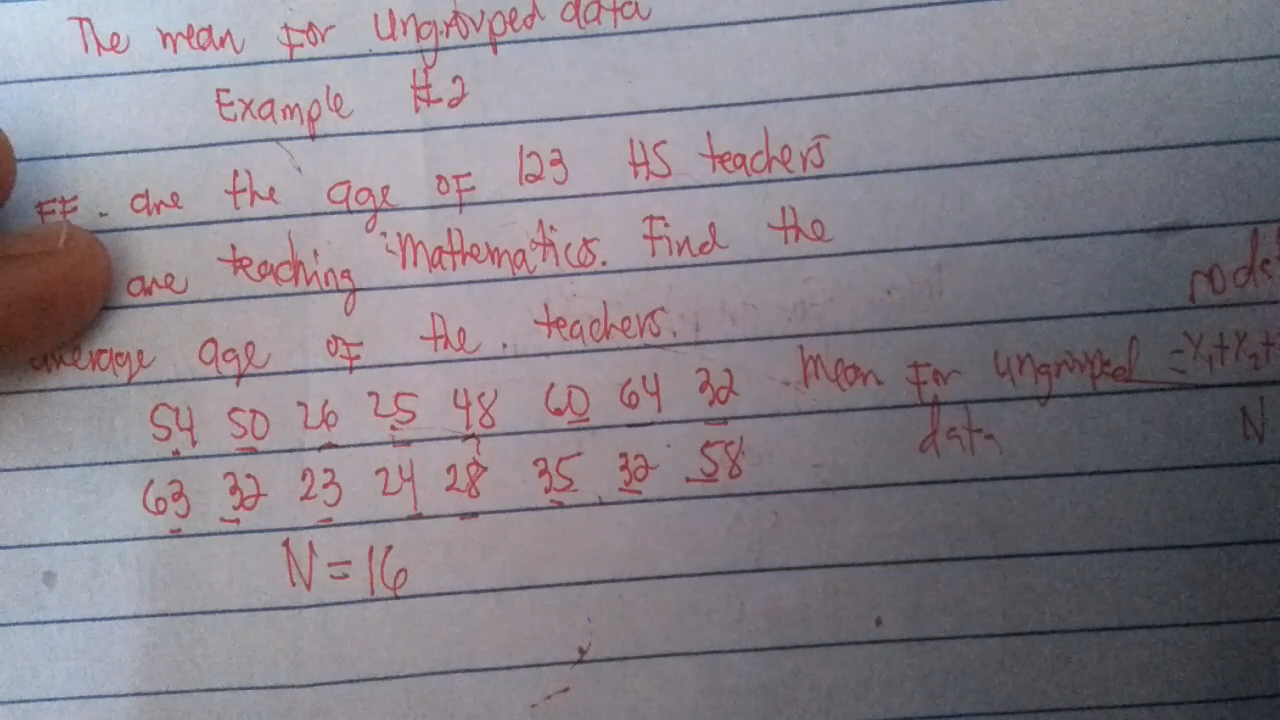 The mean for ungrouped data
Example #2
FF. are the age of 123 HS teachers
are teaching Mathematics. Find the
average age of the teachers.
54 50 26 25 48 60 64 32
63 32 23 24 28 35 32 58
N = 16
Mean for ungrouped = X₁+X₂+
data N